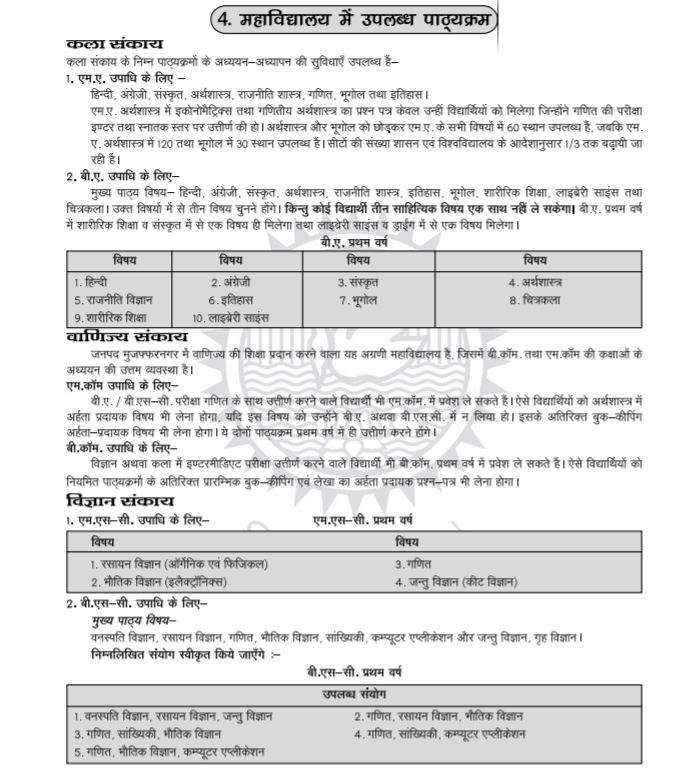 4. महाविद्यालय में उपलब्ध पाठ्यक्रम
कला संकाय
कला संकाय के निम्न पाठ्यक्रमों के अध्ययन–अध्यापन की सुविधाएँ उपलब्ध हैं–
1. एम.ए. उपाधि के लिए –
हिन्दी, अंग्रेजी, संस्कृत, अर्थशास्त्र, राजनीति शास्त्र, गणित, भूगोल तथा इतिहास।
एम.ए. अर्थशास्त्र में इकोनोमैट्रिक्स तथा गणितीय अर्थशास्त्र का प्रश्न पत्र केवल उन्हीं विद्यार्थियों को मिलेगा जिन्होंने गणित की परीक्षा
इण्टर तथा स्नातक स्तर पर उत्तीर्ण की हो। अर्थशास्त्र और भूगोल को छोड़कर एम.ए. के सभी विषयों में 60 स्थान उपलब्ध हैं, जबकि एम.
ए. अर्थशास्त्र में 120 तथा भूगोल में 30 स्थान उपलब्ध हैं। सीटों की संख्या शासन एवं विश्वविद्यालय के आदेशानुसार 1/3 तक बढ़ायी जा
रही हैं।
2. बी.ए. उपाधि के लिए–
मुख्य पाठ्य विषय– हिन्दी, अंग्रेजी, संस्कृत, अर्थशास्त्र, राजनीति शास्त्र, इतिहास, भूगोल, शारीरिक शिक्षा, लाइब्रेरी साइंस तथा
चित्रकला। उक्त विषयों में से तीन विषय चुनने होंगे। किन्तु कोई विद्यार्थी तीन साहित्यिक विषय एक साथ नहीं ले सकेगा। बी.ए. प्रथम वर्ष
में शारीरिक शिक्षा व संस्कृत में से एक विषय ही मिलेगा तथा लाइब्रेरी साइंस व ड्राईंग में से एक विषय मिलेगा।
बी.ए. प्रथम वर्ष
विषय विषय विषय विषय
1. हिन्दी 2. अंग्रेजी 3. संस्कृत 4. अर्थशास्त्र
5. राजनीति विज्ञान 6. इतिहास 7. भूगोल 8. चित्रकला
9. शारीरिक शिक्षा 10. लाइब्रेरी साइंस
वाणिज्य संकाय
जनपद मुजफ्फरनगर में वाणिज्य की शिक्षा प्रदान करने वाला यह अग्रणी महाविद्यालय है, जिसमें बी.कॉम. तथा एम.कॉम की कक्षाओं के
अध्ययन की उत्तम व्यवस्था है।
एम.कॉम उपाधि के लिए–
बी.ए. / बी.एस–सी. परीक्षा गणित के साथ उत्तीर्ण करने वाले विद्यार्थी भी एम.कॉम. में प्रवेश ले सकते हैं। ऐसे विद्यार्थियों को अर्थशास्त्र में
अर्हता प्रदायक विषय भी लेना होगा, यदि इस विषय को उन्होंने बी.ए. अथवा बी.एस.सी. में न लिया हो। इसके अतिरिक्त बुक–कीपिंग
अर्हता–प्रदायक विषय भी लेना होगा। ये दोनों पाठ्यक्रम प्रथम वर्ष में ही उत्तीर्ण करने होंगे।
बी.कॉम. उपाधि के लिए–
विज्ञान अथवा कला में इण्टरमीडिएट परीक्षा उत्तीर्ण करने वाले विद्यार्थी भी बी.कॉम. प्रथम वर्ष में प्रवेश ले सकते हैं। ऐसे विद्यार्थियों को
नियमित पाठ्यक्रमों के अतिरिक्त प्रारम्भिक बुक–कीपिंग एवं लेखा का अर्हता प्रदायक प्रश्न–पत्र भी लेना होगा।
विज्ञान संकाय
1. एम.एस–सी. उपाधि के लिए– एम.एस–सी. प्रथम वर्ष
विषय विषय
1. रसायन विज्ञान (ऑर्गेनिक एवं फिजिकल) 3. गणित
2. भौतिक विज्ञान (इलैक्ट्रॉनिक्स) 4. जन्तु विज्ञान (कीट विज्ञान)
2. बी.एस–सी. उपाधि के लिए–
मुख्य पाठ्य विषय–
वनस्पति विज्ञान, रसायन विज्ञान, गणित, भौतिक विज्ञान, सांख्यिकी, कम्प्यूटर एप्लीकेशन और जन्तु विज्ञान, गृह विज्ञान।
निम्नलिखित संयोग स्वीकृत किये जाएँगे :–
बी.एस–सी. प्रथम वर्ष
उपलब्ध संयोग
1. वनस्पति विज्ञान, रसायन विज्ञान, जन्तु विज्ञान 2. गणित, रसायन विज्ञान, भौतिक विज्ञान
3. गणित, सांख्यिकी, भौतिक विज्ञान 4. गणित, सांख्यिकी, कम्प्यूटर एप्लीकेशन
5. गणित, भौतिक विज्ञान, कम्प्यूटर एप्लीकेशन